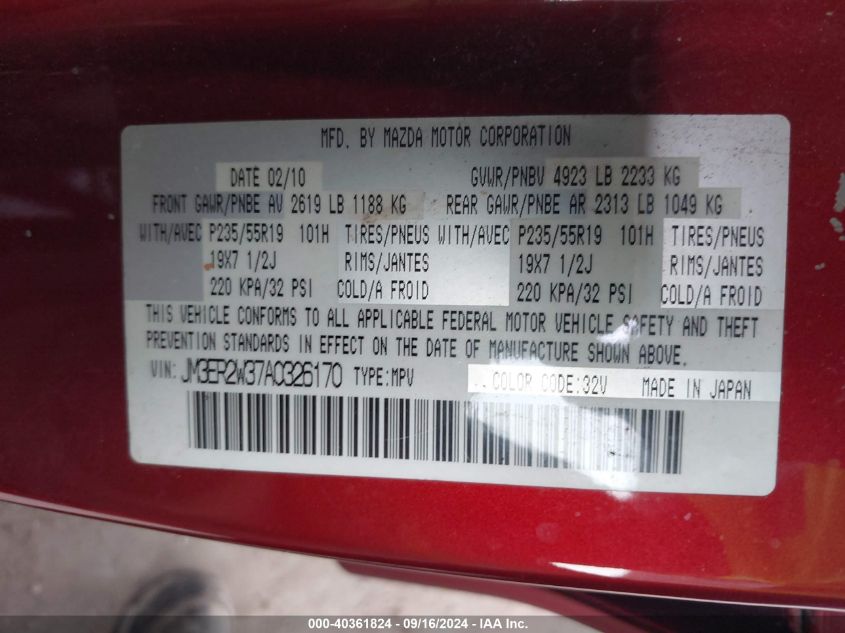 MFD. BY MAZDA MOTOR CORPORATION
DATE 02/10 GVWR/PNBV 4923 LB 2233 KG
FRONT GAWR/PNBE AV 2619 LB 1188 KG REAR GAWR/PNBE AR 2313 LB 1049 KG
WITH/AVEC P235/55R19 101H TIRES/PNEUS WITH/AVEC P235/55R19 101H TIRES/PNEUS
19X7 1/2J RIMS/JANTES 19X7 1/2J RIMS/JANTES
220 KPA/32 PSI COLD/A FROID 220 KPA/32 PSI COLD/A FROID
THIS VEHICLE CONFORMS TO ALL APPLICABLE FEDERAL MOTOR VEHICLE SAFETY AND THEFT
PREVENTION STANDARDS IN EFFECT ON THE DATE OF MANUFACTURE SHOWN ABOVE.
VIN: JM3ER2W37A0326170 TYPE:MPV COLOR CODE:32V MADE IN JAPAN
000-40361824 - 09/16/2024 - IAA Inc.